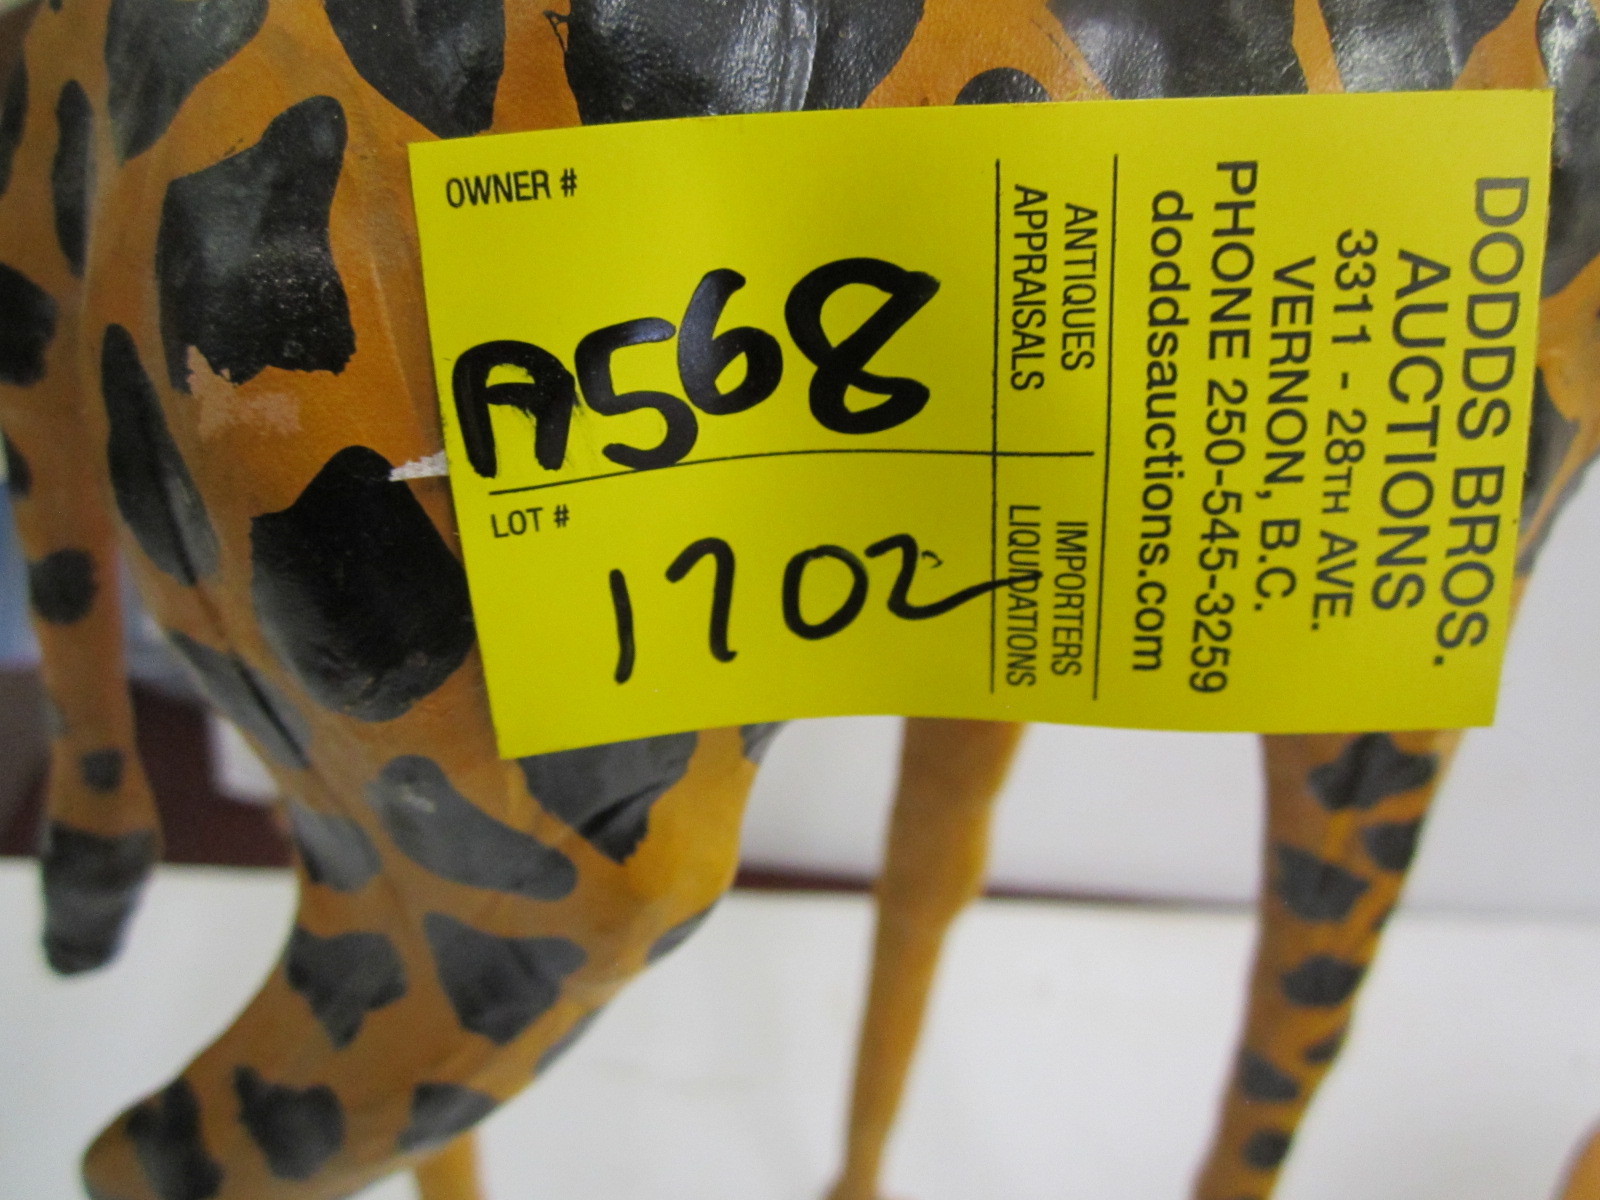 DODDS BROS.
AUCTIONS
3311 - 28TH AVE.
VERNON, B.C.
PHONE 250-545-3259
doddsauctions.com
ANTIQUES
APPRAISALS
IMPORTERS
LIQUIDATIONS
OWNER #
A568
LOT #
1702